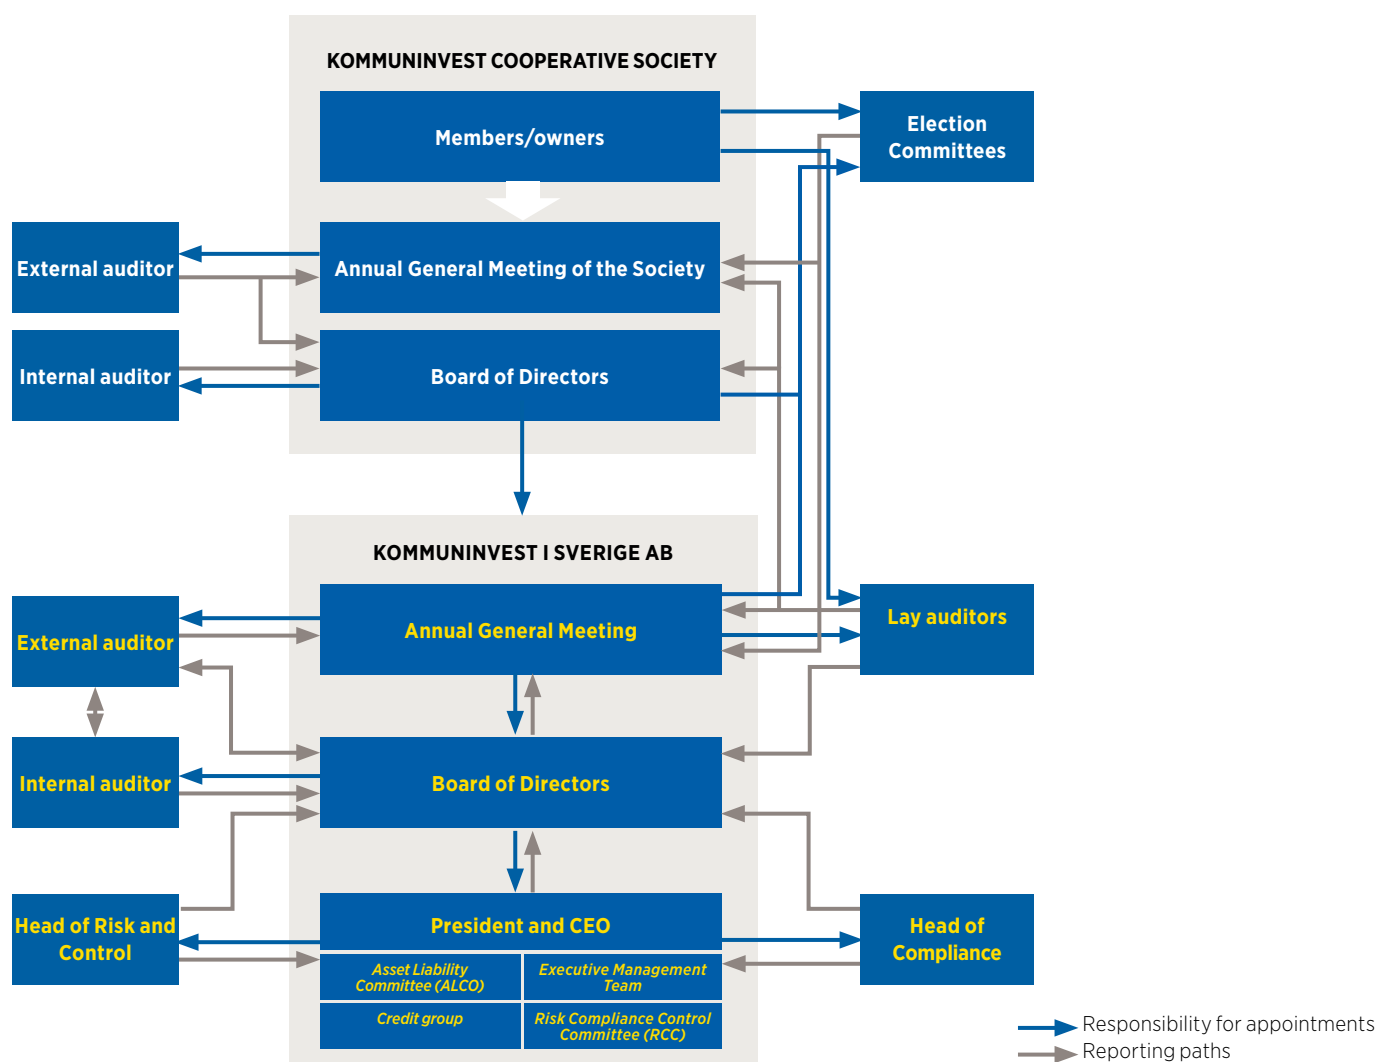 KOMMUNINVEST COOPERATIVE SOCIETY
Members/owners
Election
Committees
External auditor
Annual General Meeting of the Society
Internal auditor
Board of Directors
KOMMUNINVEST I SVERIGE AB
External auditor
Annual General Meeting
Lay auditors
Internal auditor
Board of Directors
Head of Risk and
Control
President and CEO
Head of
Compliance
Asset Liability
Committee (ALCO)
Executive Management
Team
Credit group
Risk Compliance Control
Committee (RCC)
Responsibility for appointments
Reporting paths